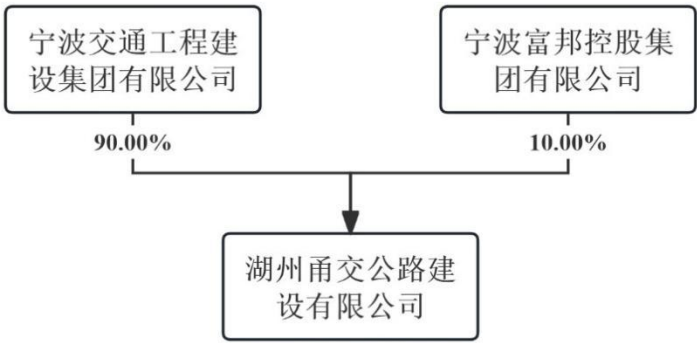 宁波交通工程建
设集团有限公司
宁波富邦控股集
团有限公司
90.00%
10.00%
湖州甬交公路建
设有限公司